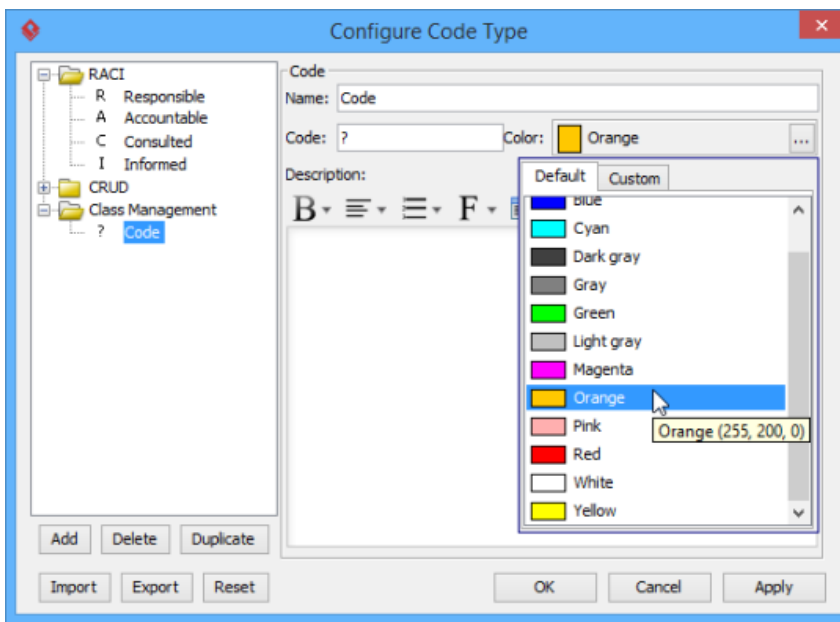 Configure Code Type
RACI
R Responsible
A Accountable
C Consulted
I Informed
CRUD
Class Management
? Code
Add Delete Duplicate
Import Export Reset
Code
Name: Code
Code: ? Color: Orange ...
Description:
B F
Default Custom
Blue
Cyan
Dark gray
Gray
Green
Light gray
Magenta
Orange
Pink
Orange (255, 200, 0)
Red
White
Yellow
OK Cancel Apply